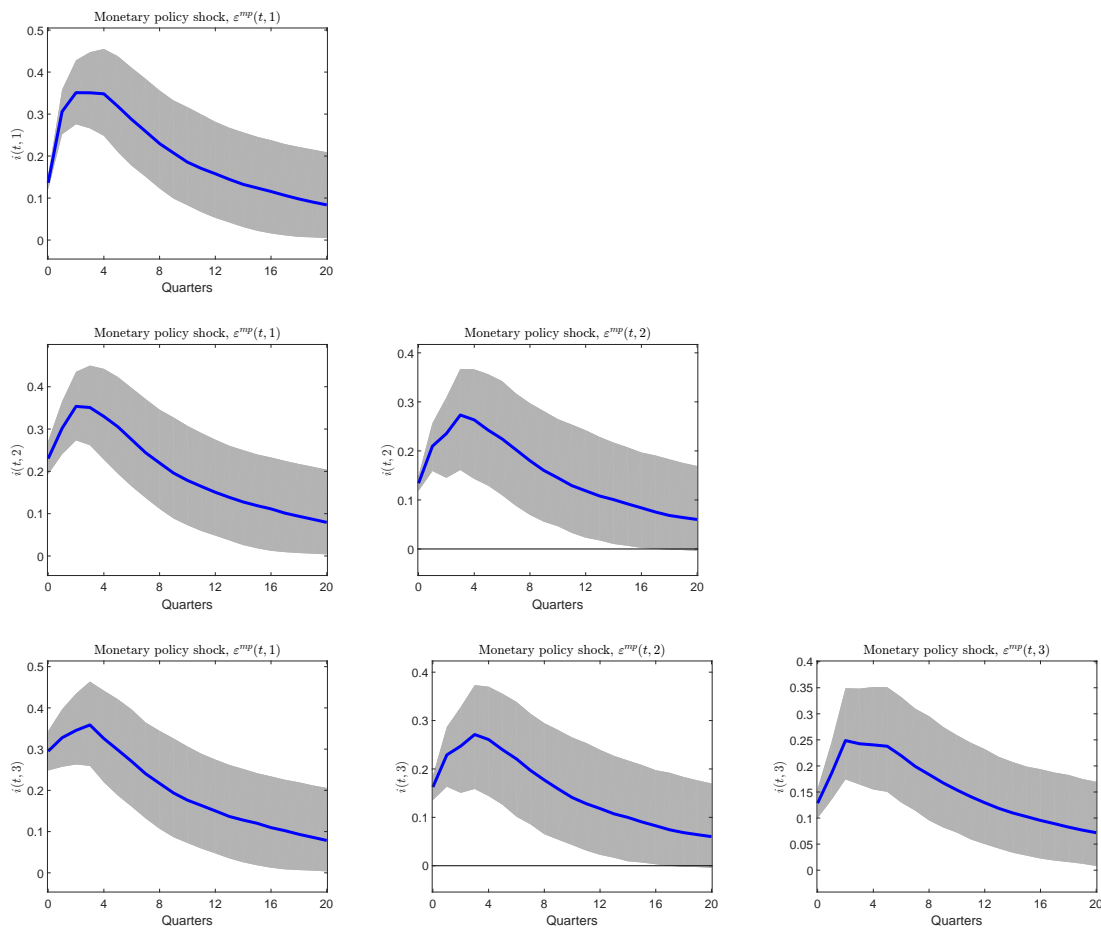 Monetary policy shock, ε^{mp}(t, 1)
0.5
0.4
0.3
0.2
0.1
0
i(t, 1)
0 4 8 12 16 20
Quarters
Monetary policy shock, ε^{mp}(t, 1)
0.4
0.3
0.2
0.1
0
i(t, 2)
0 4 8 12 16 20
Quarters
Monetary policy shock, ε^{mp}(t, 2)
0.4
0.3
0.2
0.1
0
i(t, 2)
0 4 8 12 16 20
Quarters
Monetary policy shock, ε^{mp}(t, 1)
0.5
0.4
0.3
0.2
0.1
0
i(t, 3)
0 4 8 12 16 20
Quarters
Monetary policy shock, ε^{mp}(t, 2)
0.4
0.3
0.2
0.1
0
i(t, 3)
0 4 8 12 16 20
Quarters
Monetary policy shock, ε^{mp}(t, 3)
0.4
0.35
0.3
0.25
0.2
0.15
0.1
0.05
0
i(t, 3)
0 4 8 12 16 20
Quarters